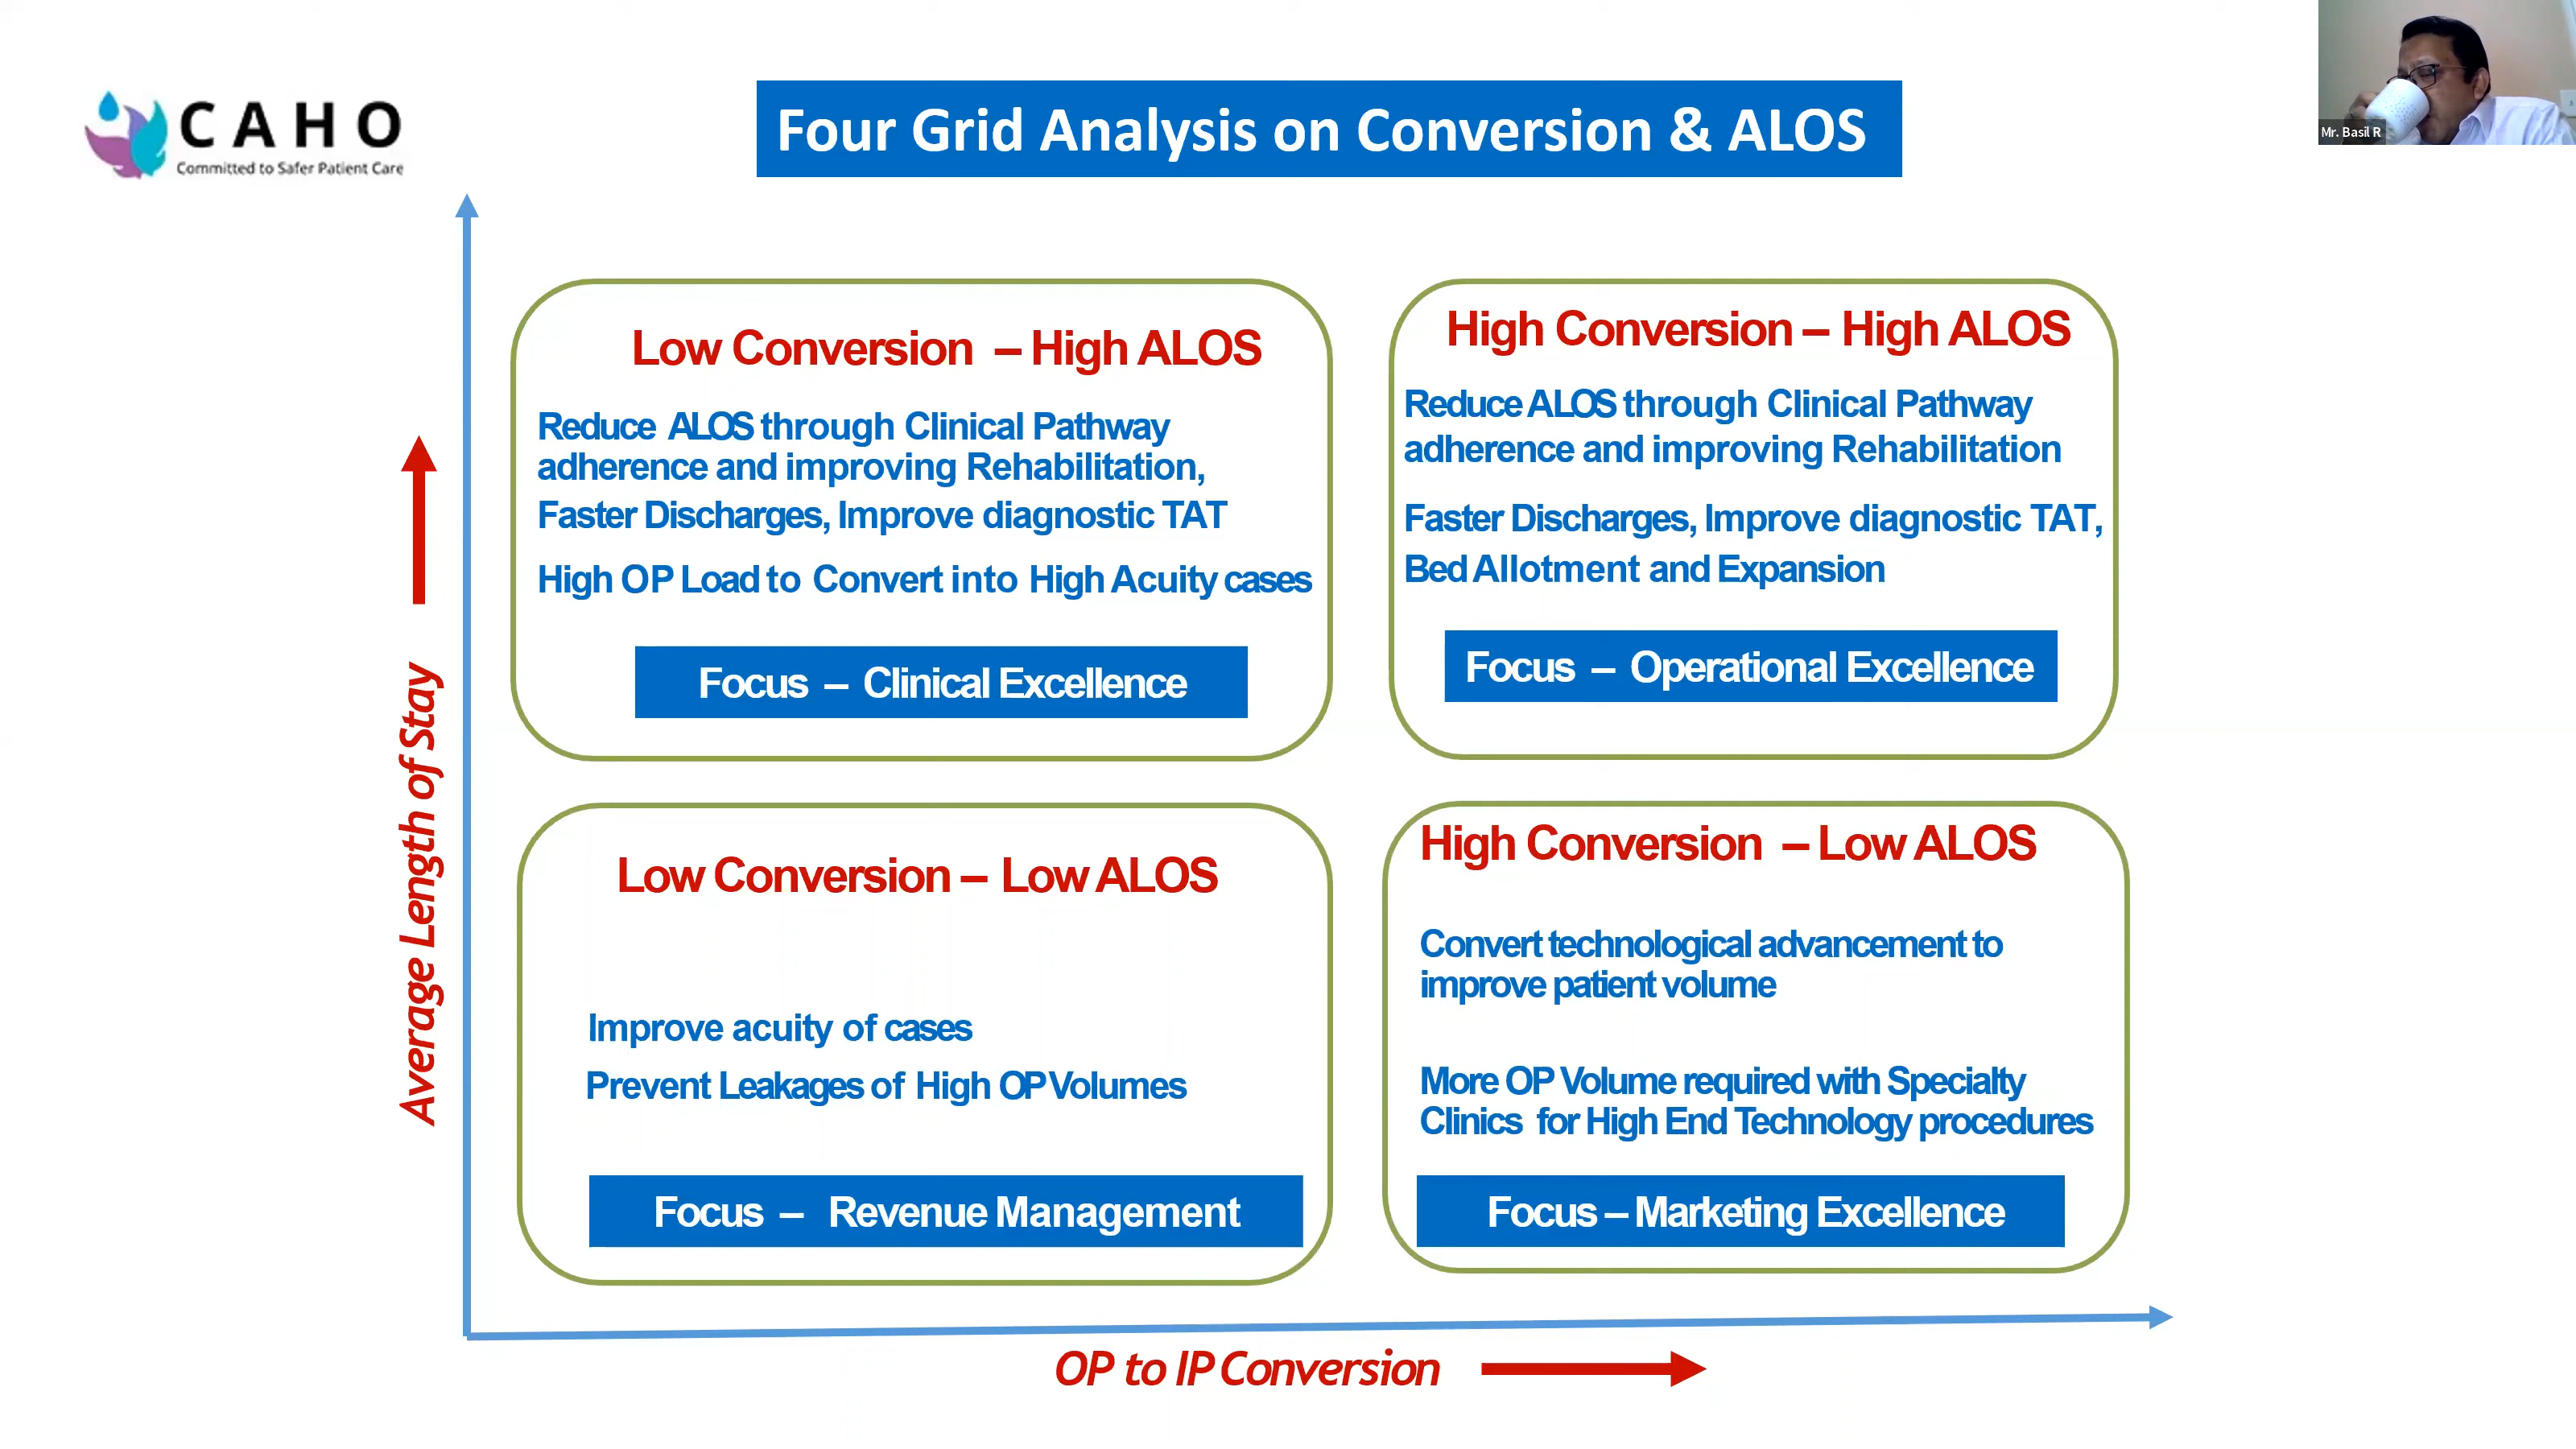 CAHO
Committed to Safer Patient Care
Four Grid Analysis on Conversion & ALOS
Mr. Basil R
Low Conversion – High ALOS
Reduce ALOS through Clinical Pathway
adherence and improving Rehabilitation,
Faster Discharges, Improve diagnostic TAT
High OP Load to Convert into High Acuity cases
Focus – Clinical Excellence
High Conversion – High ALOS
Reduce ALOS through Clinical Pathway
adherence and improving Rehabilitation
Faster Discharges, Improve diagnostic TAT,
Bed Allotment and Expansion
Focus – Operational Excellence
Average Length of Stay
Low Conversion – Low ALOS
Improve acuity of cases
Prevent Leakages of High OP Volumes
Focus – Revenue Management
High Conversion – Low ALOS
Convert technological advancement to
improve patient volume
More OP Volume required with Specialty
Clinics for High End Technology procedures
Focus – Marketing Excellence
OP to IP Conversion